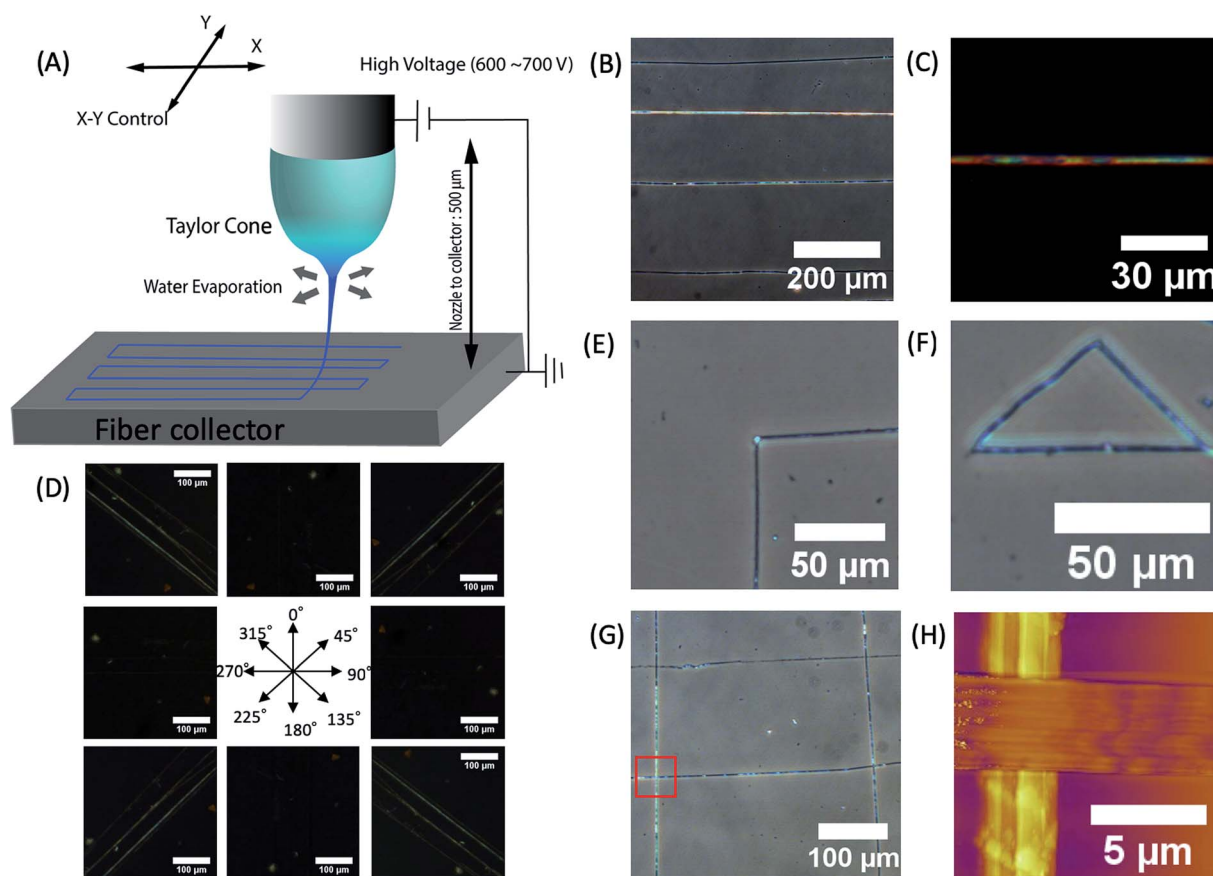 (A)
Y
X
X-Y Control
High Voltage (600 ~700 V)
Taylor Cone
Water Evaporation
Nozzle to collector : 500 µm
Fiber collector
(B)
200 µm
(C)
30 µm
(D)
100 µm
100 µm
100 µm
100 µm
0°
45°
90°
135°
180°
225°
270°
315°
100 µm
100 µm
100 µm
100 µm
(E)
50 µm
(F)
50 µm
(G)
100 µm
(H)
5 µm